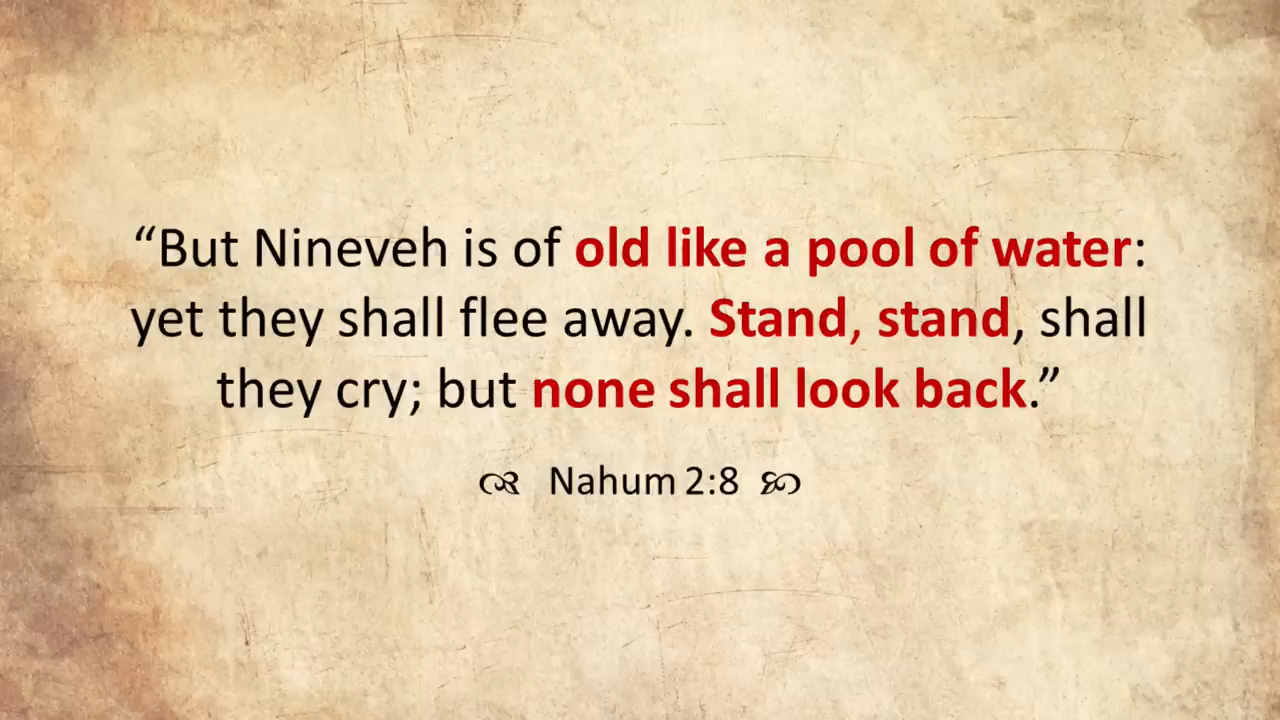 “But Nineveh is of old like a pool of water:
yet they shall flee away. Stand, stand, shall
they cry; but none shall look back.”
Nahum 2:8